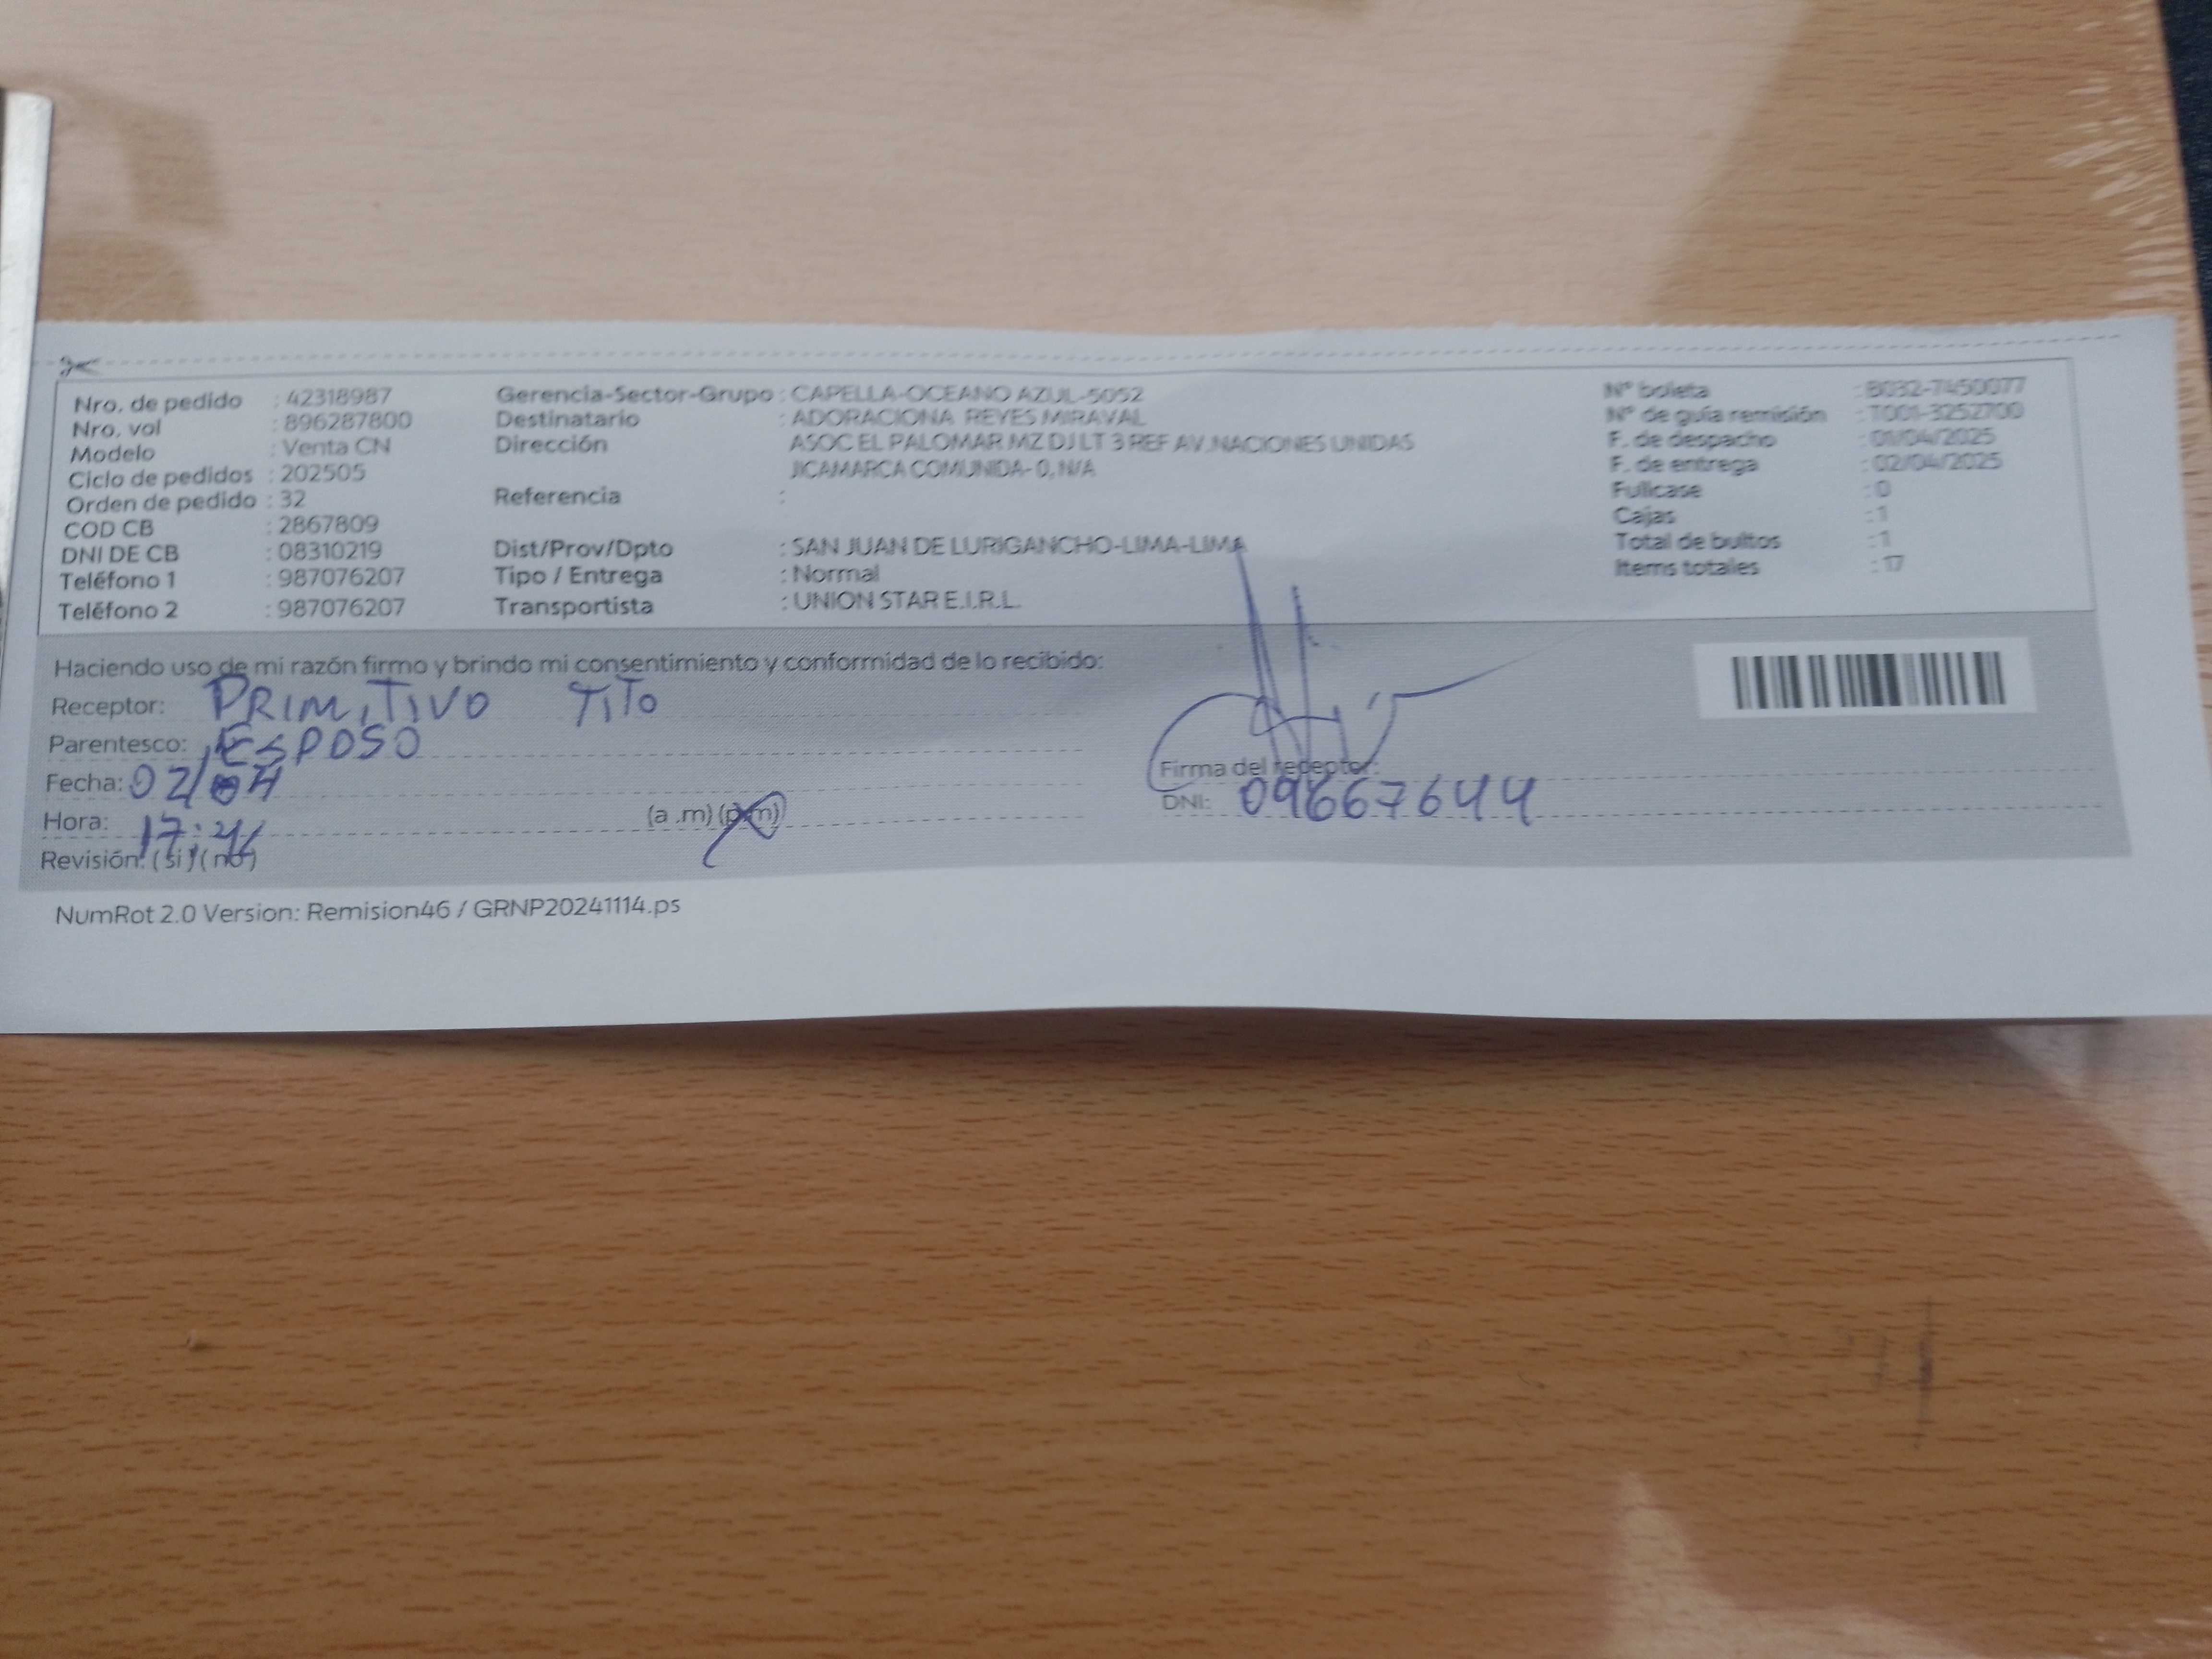 Nro. de pedido : 42318987
Nro. vol : 896287800
Modelo : Venta CN
Ciclo de pedidos : 202505
Orden de pedido : 32
COD CB : 2867809
DNI DE CB : 08310219
Teléfono 1 : 987076207
Teléfono 2 : 987076207
Gerencia-Sector-Grupo : CAPELLA-OCEANO AZUL-5052
Destinatario : ADORACIONA REYES MIRAVAL
Dirección ASOC EL PALOMAR MZ DJ LT 3 REF AV.NACIONES UNIDAS
JICAMARCA COMUNIDA- 0, N/A
Referencia :
Dist/Prov/Dpto : SAN JUAN DE LURIGANCHO-LIMA-LIMA
Tipo / Entrega : Normal
Transportista : UNION STAR E.I.R.L.
N° boleta : B032-7450077
N° de guía remisión : T001-3252700
F. de despacho : 01/04/2025
F. de entrega : 02/04/2025
Fullcase : 0
Cajas : 1
Total de bultos : 1
Items totales : 17
Haciendo uso de mi razón firmo y brindo mi consentimiento y conformidad de lo recibido:
Receptor: PRIMITIVO TITO
Parentesco: ESPOSO
Fecha: 02/04
Hora: 17: (a .m) (p.m)
Revisión: ( si ) ( no )
Firma del receptor:
DNI: 09667644
NumRot 2.0 Version: Remision46 / GRNP20241114.ps